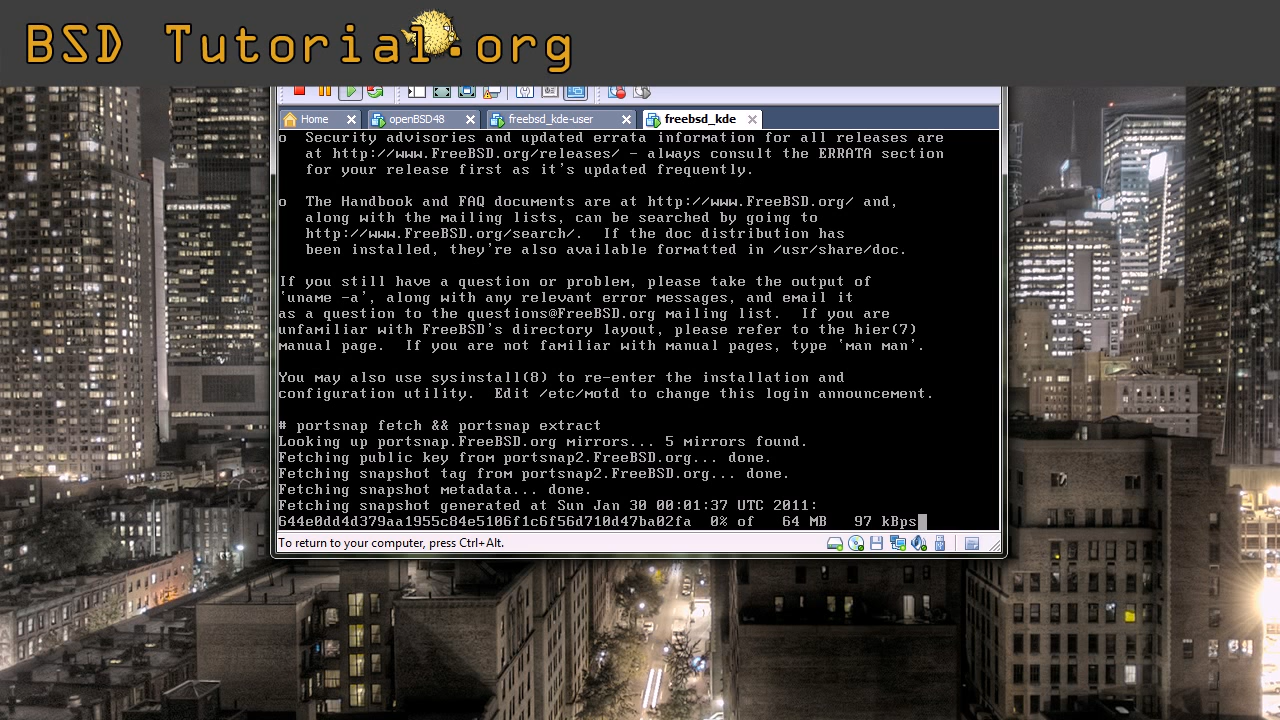 BSD Tutorial.org
Home
openBSD48
freebsd_kde-user
freebsd_kde
o  Security advisories and updated errata information for all releases are
at http://www.FreeBSD.org/releases/ - always consult the ERRATA section
for your release first as it's updated frequently.
o  The Handbook and FAQ documents are at http://www.FreeBSD.org/ and,
along with the mailing lists, can be searched by going to
http://www.FreeBSD.org/search/.  If the doc distribution has
been installed, they're also available formatted in /usr/share/doc.
If you still have a question or problem, please take the output of
`uname -a', along with any relevant error messages, and email it
as a question to the questions@FreeBSD.org mailing list.  If you are
unfamiliar with FreeBSD's directory layout, please refer to the hier(7)
manual page.  If you are not familiar with manual pages, type `man man'.
You may also use sysinstall(8) to re-enter the installation and
configuration utility.  Edit /etc/motd to change this login announcement.
# portsnap fetch && portsnap extract
Looking up portsnap.FreeBSD.org mirrors... 5 mirrors found.
Fetching public key from portsnap2.FreeBSD.org... done.
Fetching snapshot tag from portsnap2.FreeBSD.org... done.
Fetching snapshot metadata... done.
Fetching snapshot generated at Sun Jan 30 00:01:37 UTC 2011:
644e0dd4d379aa1955c84e5106f1c6f56d710d47ba02fa  0% of   64 MB   97 kBps
To return to your computer, press Ctrl+Alt.